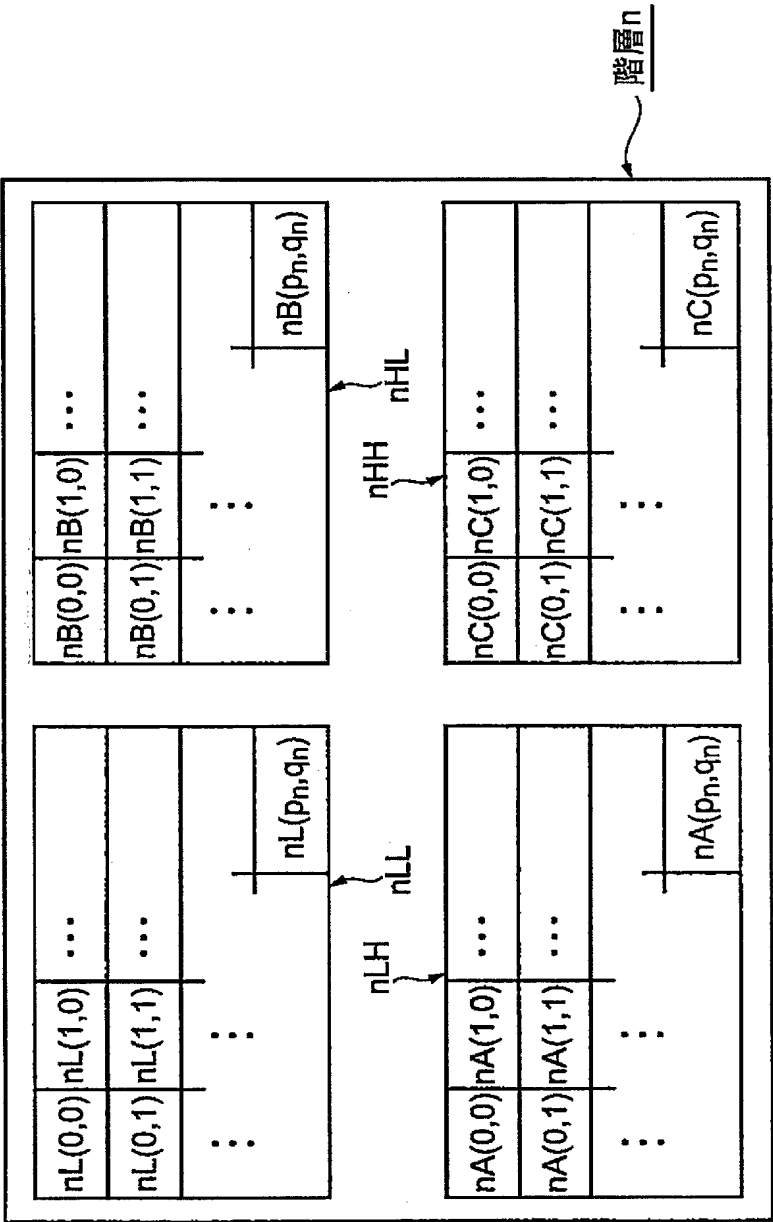 nL(0,0) nL(1,0) …
nL(0,1) nL(1,1) …
⋮ ⋮
nL(pn,qn)
nLL
nB(0,0) nB(1,0) …
nB(0,1) nB(1,1) …
⋮ ⋮
nB(pn,qn)
nHL
nLH
nA(0,0) nA(1,0) …
nA(0,1) nA(1,1) …
⋮ ⋮
nA(pn,qn)
nHH
nC(0,0) nC(1,0) …
nC(0,1) nC(1,1) …
⋮ ⋮
nC(pn,qn)
階層n